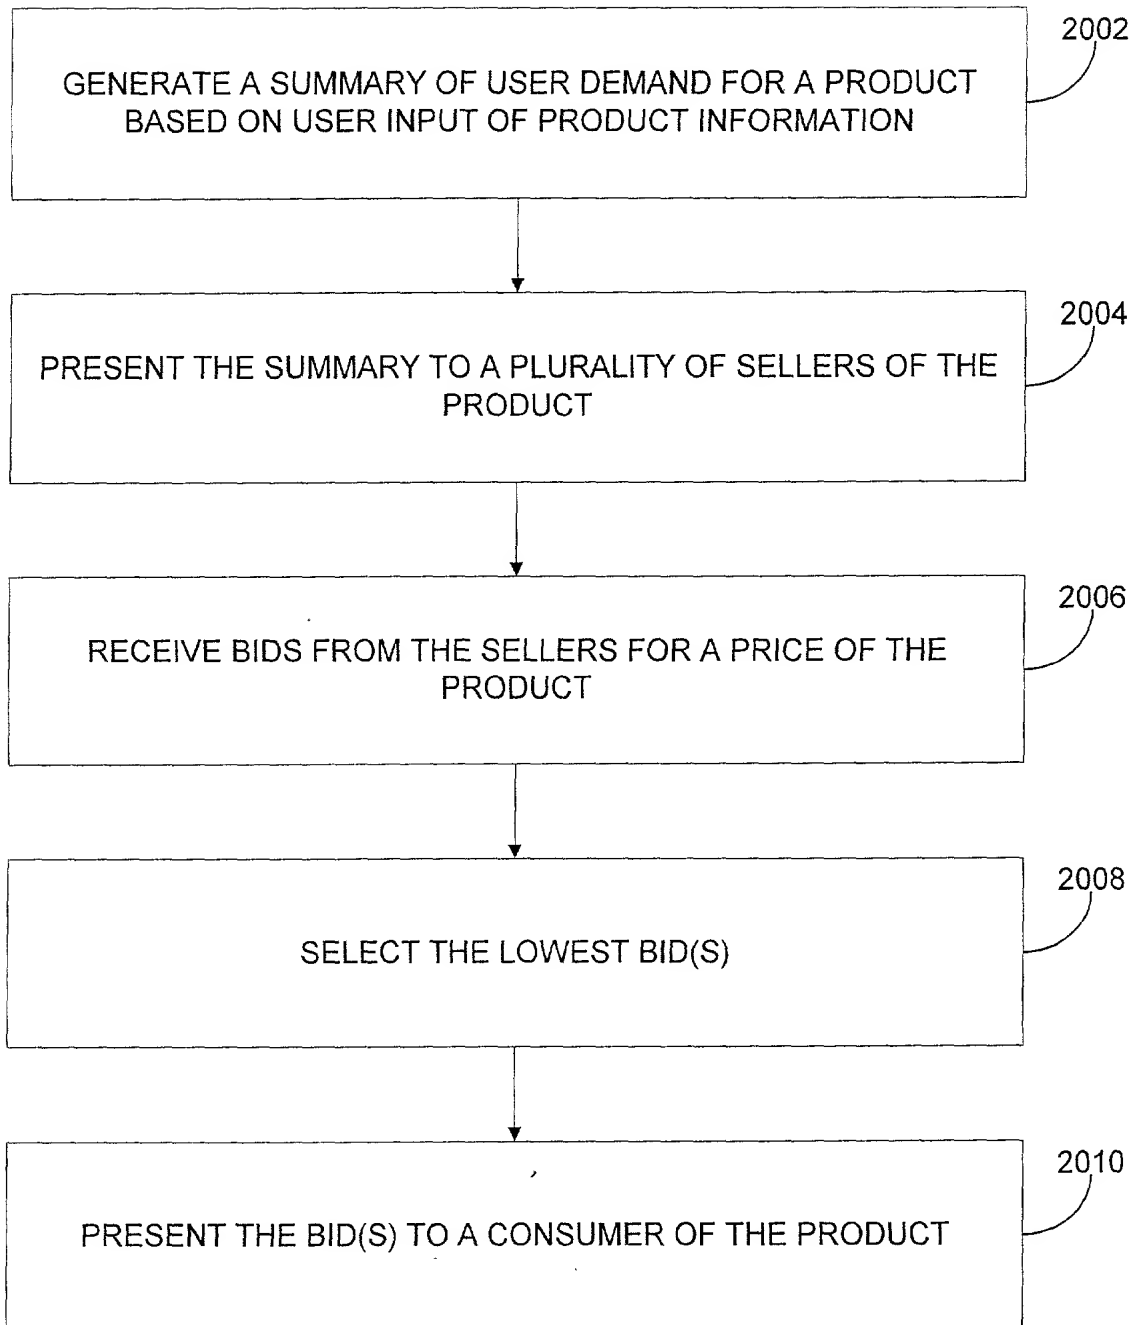 2002
GENERATE A SUMMARY OF USER DEMAND FOR A PRODUCT
BASED ON USER INPUT OF PRODUCT INFORMATION
2004
PRESENT THE SUMMARY TO A PLURALITY OF SELLERS OF THE
PRODUCT
2006
RECEIVE BIDS FROM THE SELLERS FOR A PRICE OF THE
PRODUCT
2008
SELECT THE LOWEST BID(S)
2010
PRESENT THE BID(S) TO A CONSUMER OF THE PRODUCT